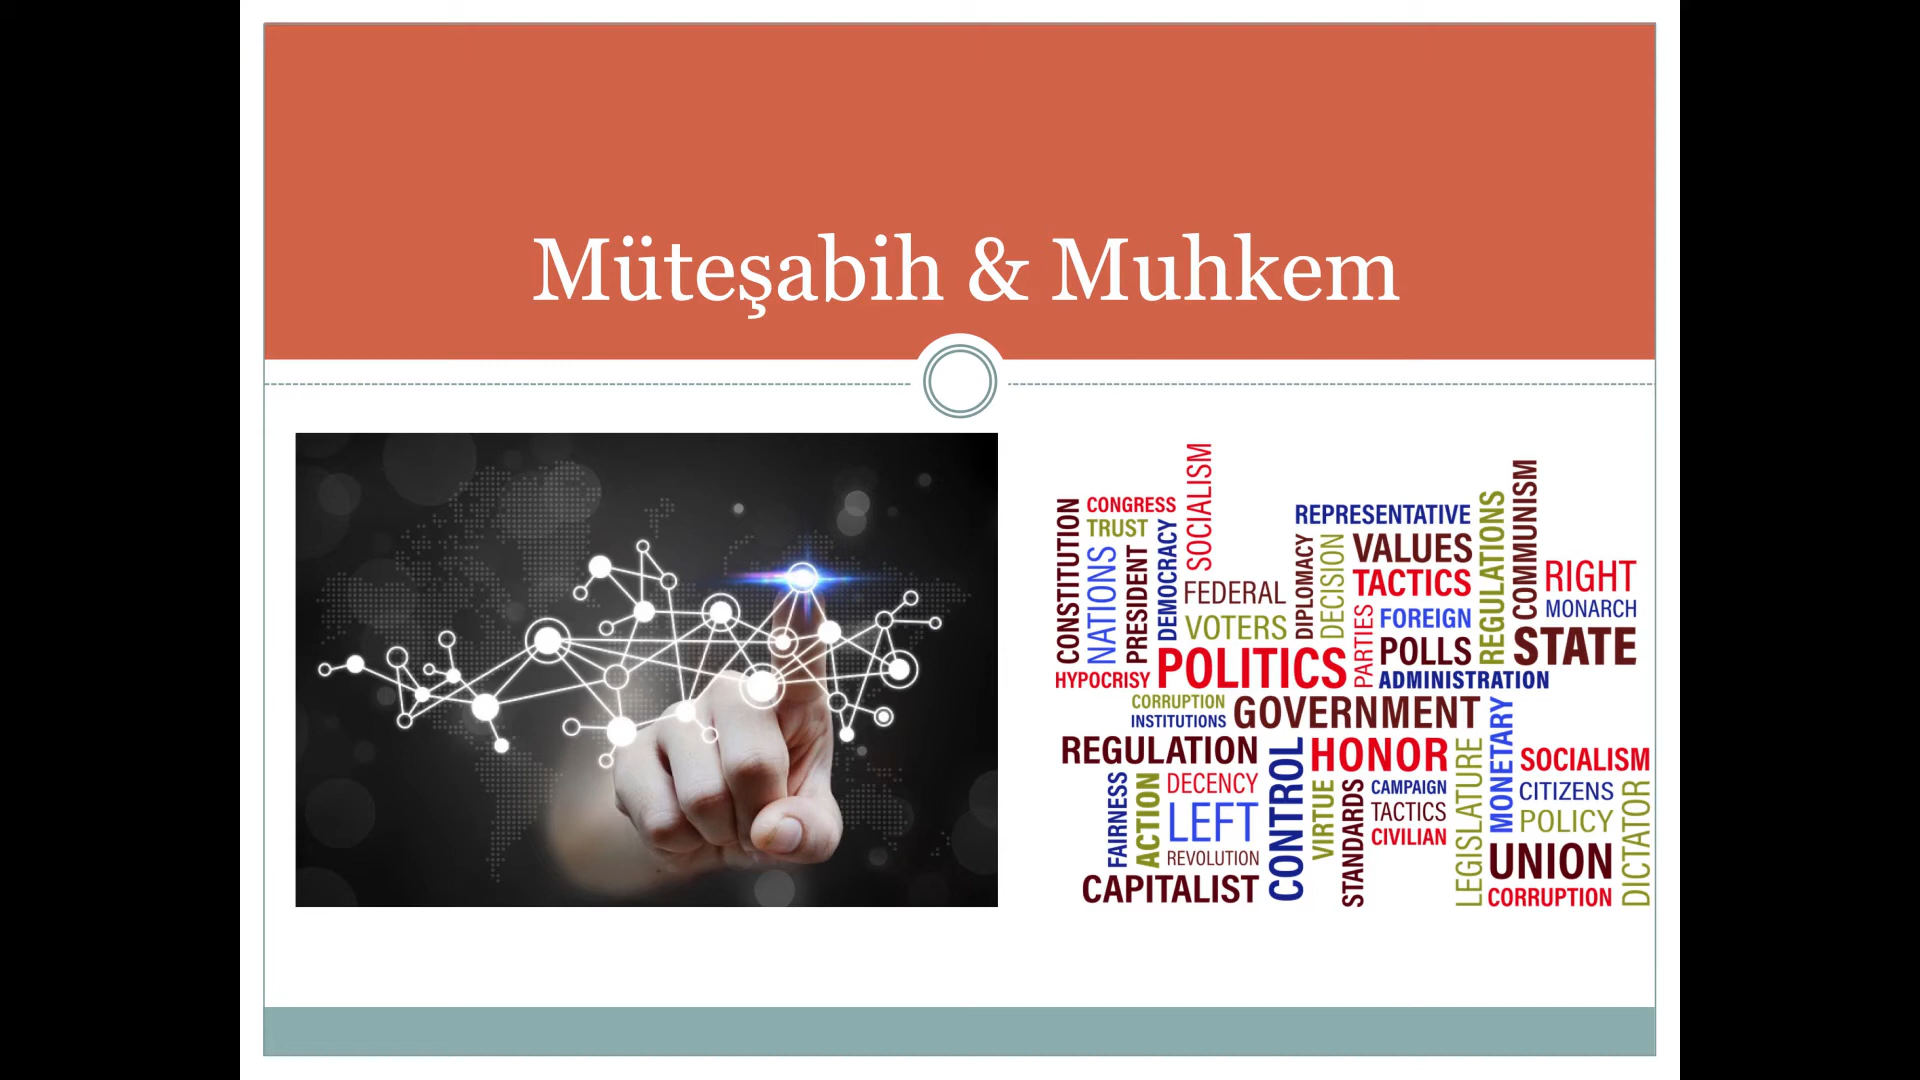 Müteşabih & Muhkem
CONSTITUTION
CONGRESS
TRUST
NATIONS
PRESIDENT
DEMOCRACY
SOCIALISM
FEDERAL
VOTERS
HYPOCRISY
POLITICS
REPRESENTATIVE
DIPLOMACY
DECISION
VALUES
TACTICS
PARTIES
FOREIGN
POLLS
ADMINISTRATION
REGULATIONS
COMMUNISM
RIGHT
MONARCH
STATE
CORRUPTION
INSTITUTIONS
GOVERNMENT
REGULATION
FAIRNESS
ACTION
DECENCY
LEFT
REVOLUTION
CAPITALIST
CONTROL
HONOR
VIRTUE
STANDARDS
CAMPAIGN
TACTICS
CIVILIAN
LEGISLATURE
MONETARY
SOCIALISM
CITIZENS
POLICY
UNION
CORRUPTION
DICTATOR